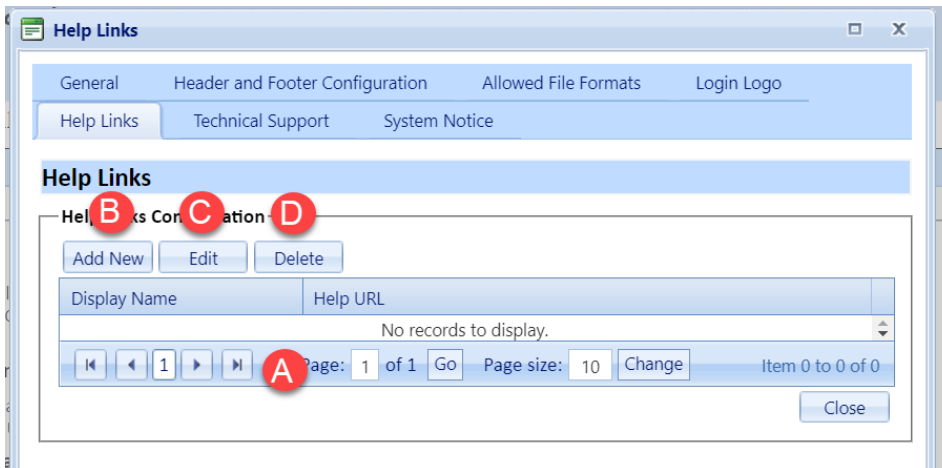 Help Links
General Header and Footer Configuration Allowed File Formats Login Logo
Help Links Technical Support System Notice
Help Links
B C D
Add New Edit Delete
Display Name Help URL
No records to display.
1 A 1 of 1 Go Page size: 10 Change Item 0 to 0 of 0
Close